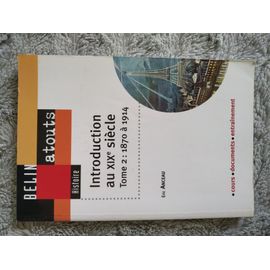 BELIN
atouts
Histoire
Introduction
au XIXe siècle
Tome 2 : 1870 à 1914
Éric ANCEAU
• cours • documents • entraînement